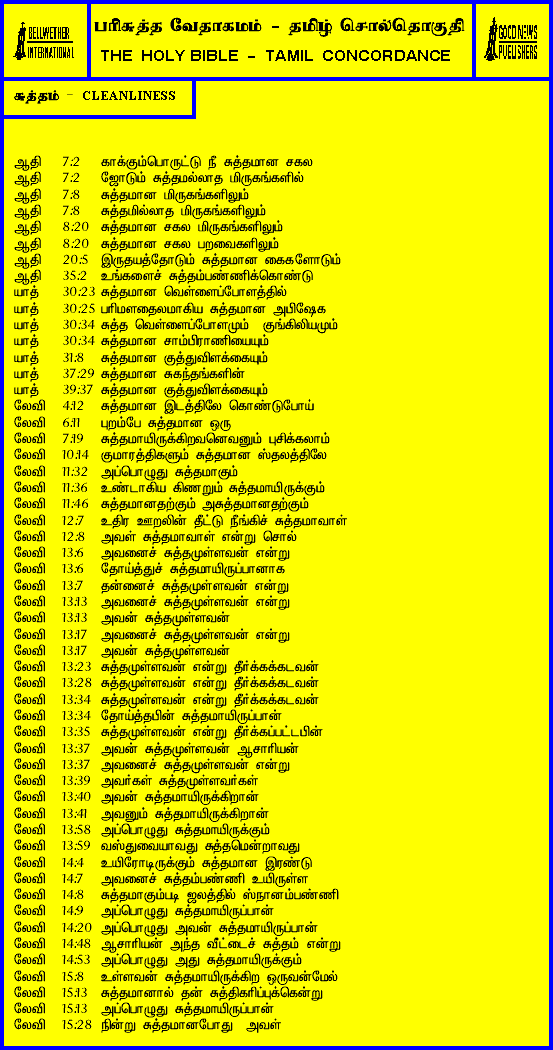 BELLWETHER
INTERNATIONAL
பரிசுத்த வேதாகமம் - தமிழ் சொல்தொகுதி
THE HOLY BIBLE - TAMIL CONCORDANCE
GOOD NEWS
PUBLISHERS
சுத்தம் - CLEANLINESS
ஆதி 7:2 காக்கும்பொருட்டு நீ சுத்தமான சகல
ஆதி 7:2 ஜோடும் சுத்தமல்லாத மிருகங்களில்
ஆதி 7:8 சுத்தமான மிருகங்களிலும்
ஆதி 7:8 சுத்தமில்லாத மிருகங்களிலும்
ஆதி 8:20 சுத்தமான சகல மிருகங்களிலும்
ஆதி 8:20 சுத்தமான சகல பறவைகளிலும்
ஆதி 20:5 இருதயத்தோடும் சுத்தமான கைகளோடும்
ஆதி 35:2 உங்களைச் சுத்தம்பண்ணிக்கொண்டு
யாத் 30:23 சுத்தமான வெள்ளைப்போளத்தில்
யாத் 30:25 பரிமளதைலமாகிய சுத்தமான அபிஷேக
யாத் 30:34 சுத்த வெள்ளைப்போளமும் குங்கிலியமும்
யாத் 30:34 சுத்தமான சாம்பிராணியையும்
யாத் 31:8 சுத்தமான குத்துவிளக்கையும்
யாத் 37:29 சுத்தமான சுகந்தங்களின்
யாத் 39:37 சுத்தமான குத்துவிளக்கையும்
லேவி 4:12 சுத்தமான இடத்திலே கொண்டுபோய்
லேவி 6:11 புறம்பே சுத்தமான ஒரு
லேவி 7:19 சுத்தமாயிருக்கிறவனெவனும் புசிக்கலாம்
லேவி 10:14 குமாரத்திகளும் சுத்தமான ஸ்தலத்திலே
லேவி 11:32 அப்பொழுது சுத்தமாகும்
லேவி 11:36 உண்டாகிய கிணறும் சுத்தமாயிருக்கும்
லேவி 11:46 சுத்தமானதற்கும் அசுத்தமானதற்கும்
லேவி 12:7 உதிர ஊறலின் தீட்டு நீங்கிச் சுத்தமாவாள்
லேவி 12:8 அவள் சுத்தமாவாள் என்று சொல்
லேவி 13:6 அவனைச் சுத்தமுள்ளவன் என்று
லேவி 13:6 தோய்த்துச் சுத்தமாயிருப்பானாக
லேவி 13:7 தன்னைச் சுத்தமுள்ளவன் என்று
லேவி 13:13 அவனைச் சுத்தமுள்ளவன் என்று
லேவி 13:13 அவன் சுத்தமுள்ளவன்
லேவி 13:17 அவனைச் சுத்தமுள்ளவன் என்று
லேவி 13:17 அவன் சுத்தமுள்ளவன்
லேவி 13:23 சுத்தமுள்ளவன் என்று தீர்க்கக்கடவன்
லேவி 13:28 சுத்தமுள்ளவன் என்று தீர்க்கக்கடவன்
லேவி 13:34 சுத்தமுள்ளவன் என்று தீர்க்கக்கடவன்
லேவி 13:34 தோய்த்தபின் சுத்தமாயிருப்பான்
லேவி 13:35 சுத்தமுள்ளவன் என்று தீர்க்கப்பட்டபின்
லேவி 13:37 அவன் சுத்தமுள்ளவன் ஆசாரியன்
லேவி 13:37 அவனைச் சுத்தமுள்ளவன் என்று
லேவி 13:39 அவர்கள் சுத்தமுள்ளவர்கள்
லேவி 13:40 அவன் சுத்தமாயிருக்கிறான்
லேவி 13:41 அவனும் சுத்தமாயிருக்கிறான்
லேவி 13:58 அப்பொழுது சுத்தமாயிருக்கும்
லேவி 13:59 வஸ்துவையாவது சுத்தமென்றாவது
லேவி 14:4 உயிரோடிருக்கும் சுத்தமான இரண்டு
லேவி 14:7 அவனைச் சுத்தம்பண்ணி உயிருள்ள
லேவி 14:8 சுத்தமாகும்படி ஜலத்தில் ஸ்நானம்பண்ணி
லேவி 14:9 அப்பொழுது சுத்தமாயிருப்பான்
லேவி 14:20 அப்பொழுது அவன் சுத்தமாயிருப்பான்
லேவி 14:48 ஆசாரியன் அந்த வீட்டைச் சுத்தம் என்று
லேவி 14:53 அப்பொழுது அது சுத்தமாயிருக்கும்
லேவி 15:8 உள்ளவன் சுத்தமாயிருக்கிற ஒருவன்மேல்
லேவி 15:13 சுத்தமானால் தன் சுத்திகரிப்புக்கென்று
லேவி 15:13 அப்பொழுது சுத்தமாயிருப்பான்
லேவி 15:28 நின்று சுத்தமானபோது அவள்